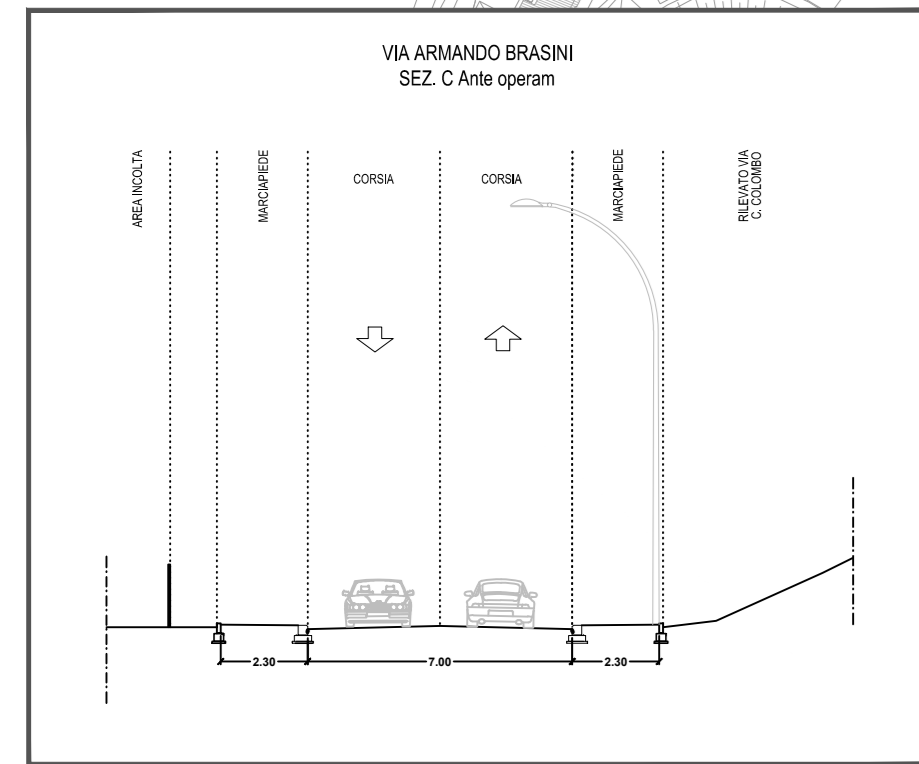 VIA ARMANDO BRASINI
SEZ. C Ante operam
AREA INCOLTA
MARCIAPIEDE
CORSIA
CORSIA
MARCIAPIEDE
RILEVATO VIA
C. COLOMBO
2.30
7.00
2.30